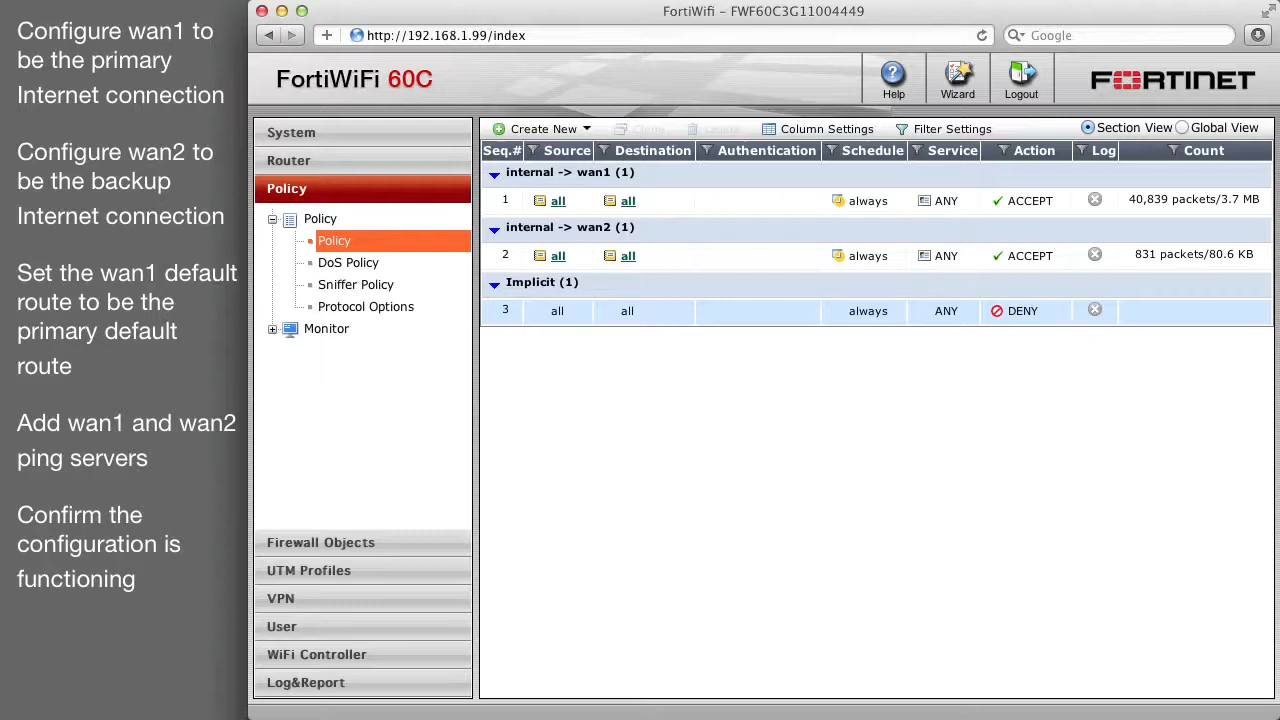 Configure wan1 to
be the primary
Internet connection
Configure wan2 to
be the backup
Internet connection
Set the wan1 default
route to be the
primary default
route
Add wan1 and wan2
ping servers
Confirm the
configuration is
functioning
FortiWifi – FWF60C3G11004449
http://192.168.1.99/index
Google
FortiWiFi 60C
Help
Wizard
Logout
FORTINET
System
Router
Policy
Policy
Policy
DoS Policy
Sniffer Policy
Protocol Options
Monitor
Firewall Objects
UTM Profiles
VPN
User
WiFi Controller
Log&Report
Create New Column Settings Filter Settings Section View Global View
Seq.# Source Destination Authentication Schedule Service Action Log Count
internal -> wan1 (1)
1 all all always ANY ACCEPT 40,839 packets/3.7 MB
internal -> wan2 (1)
2 all all always ANY ACCEPT 831 packets/80.6 KB
Implicit (1)
3 all all always ANY DENY